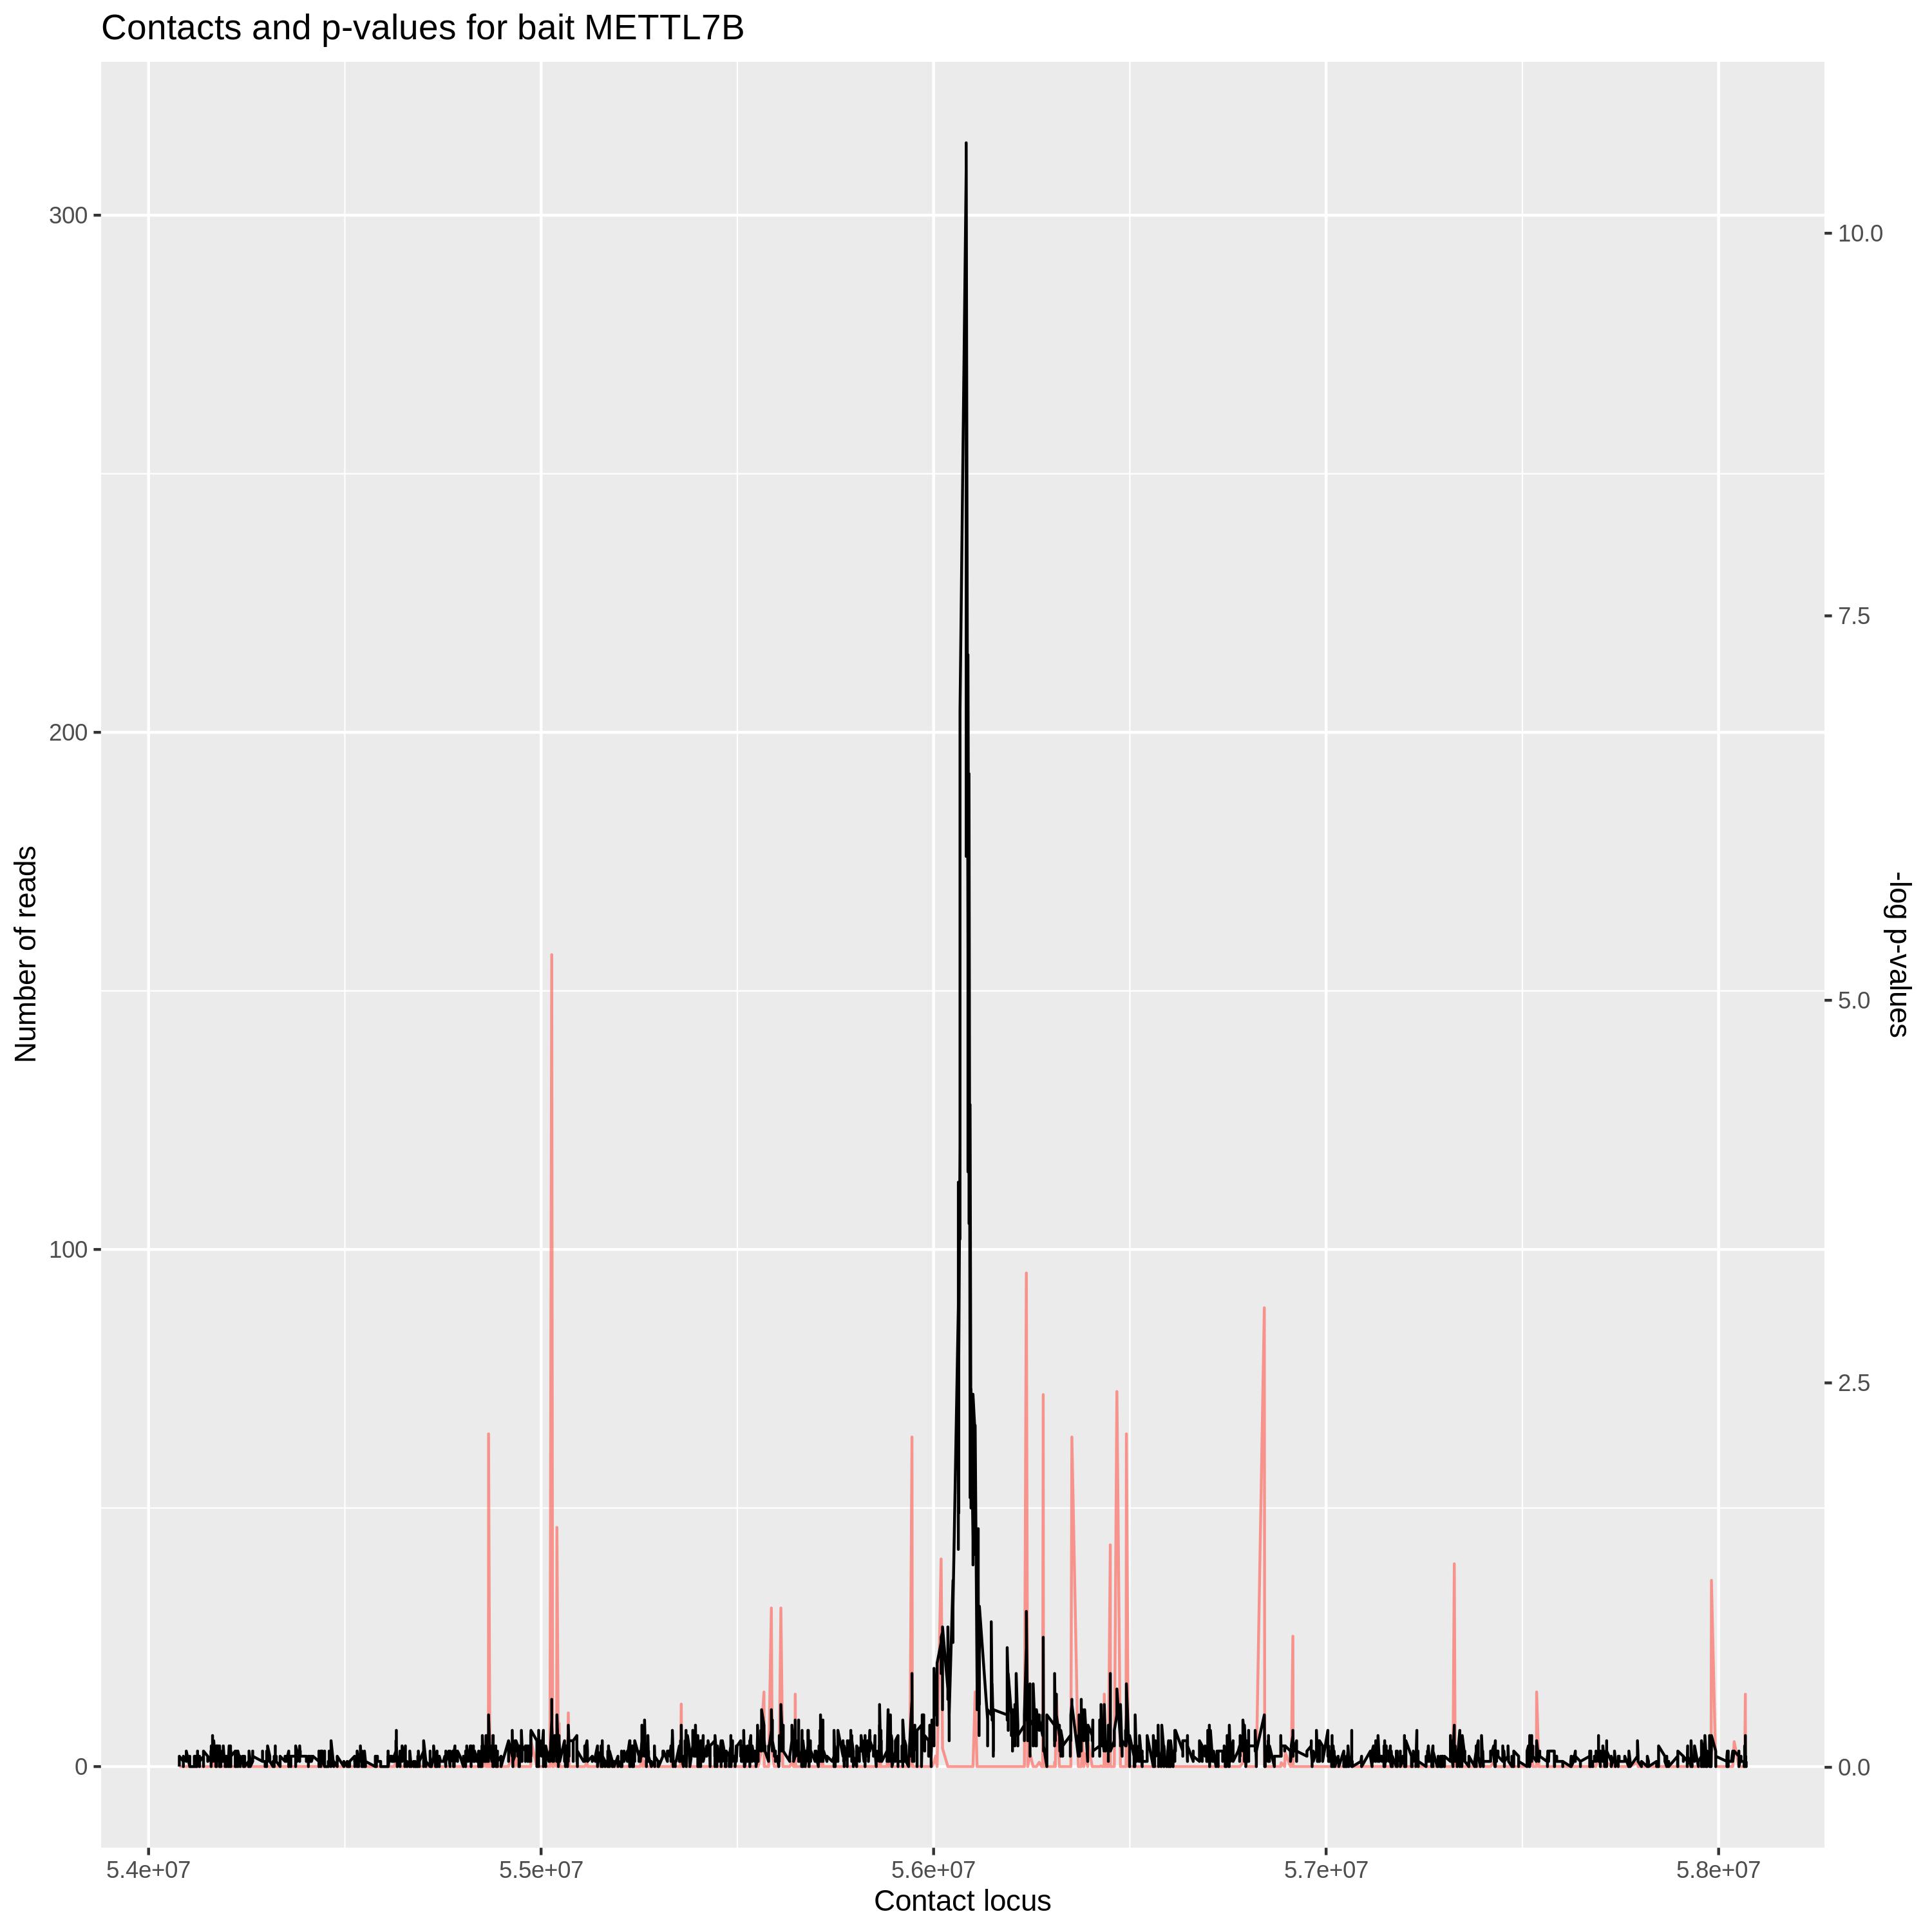 Contacts and p-values for bait METTL7B
300
200
100
0
Number of reads
10.0
7.5
5.0
2.5
0.0
-log p-values
5.4e+07
5.5e+07
5.6e+07
5.7e+07
5.8e+07
Contact locus